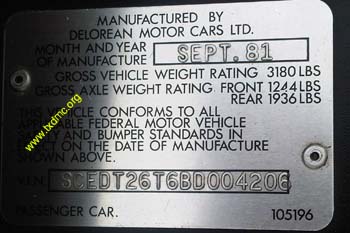 MANUFACTURED BY
DELOREAN MOTOR CARS LTD.
MONTH AND YEAR
OF MANUFACTURE SEPT. 81
GROSS VEHICLE WEIGHT RATING 3180 LBS
GROSS AXLE WEIGHT RATING FRONT 1244 LBS
REAR 1936 LBS
THIS VEHICLE CONFORMS TO ALL
APPLICABLE FEDERAL MOTOR VEHICLE
SAFETY AND BUMPER STANDARDS IN
EFFECT ON THE DATE OF MANUFACTURE
SHOWN ABOVE.
V.I.N. SCEDT26T6BD004206
PASSENGER CAR. 105196
www.txdmc.org